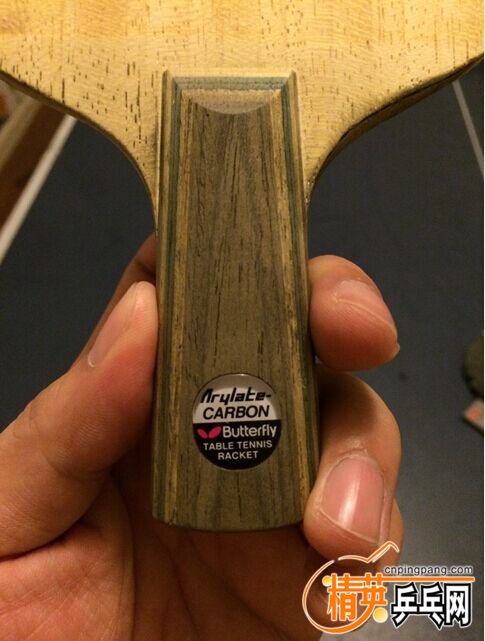 Arylate-
CARBON
Butterfly
TABLE TENNIS
RACKET
cnpingpang.com
精英乒乓网